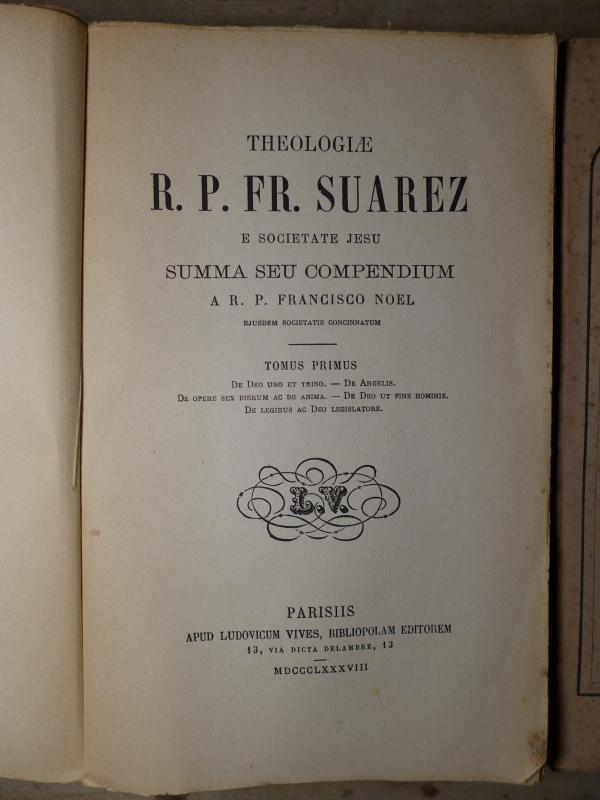 THEOLOGIÆ
R. P. FR. SUAREZ
E SOCIETATE JESU
SUMMA SEU COMPENDIUM
A R. P. FRANCISCO NOEL
EJUSDEM SOCIETATIS CONCINNATUM
TOMUS PRIMUS
De Deo uno et trino. — De Angelis.
De opere sex dierum ac de anima. — De Deo ut fine hominis.
De legibus ac Deo legislatore.
L.V.
PARISIIS
APUD LUDOVICUM VIVES, BIBLIOPOLAM EDITOREM
13, VIA DICTA DELAMBRE, 13
MDCCCLXXXVIII